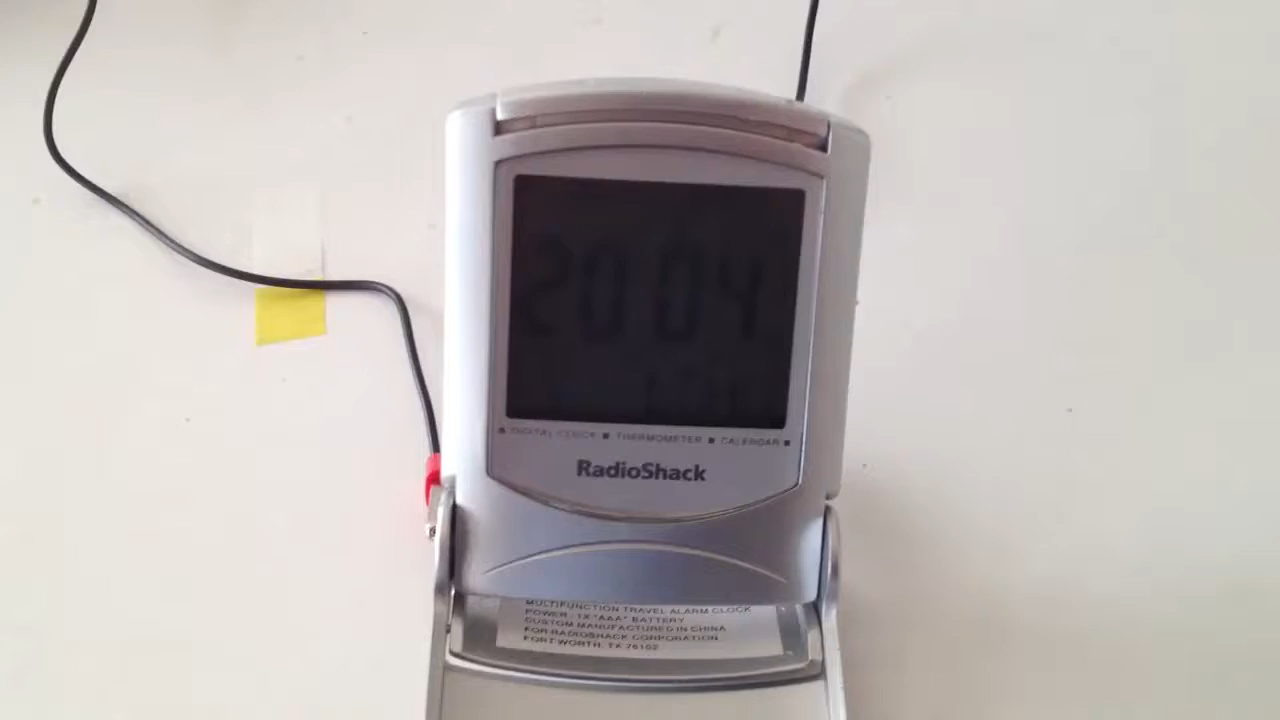 2004
▲ DIGITAL CLOCK ■ THERMOMETER ■ CALENDAR ■
RadioShack
MULTIFUNCTION TRAVEL ALARM CLOCK
POWER: 1X "AAA" BATTERY
CUSTOM MANUFACTURED IN CHINA
FOR RADIOSHACK CORPORATION
FORT WORTH, TX 76102